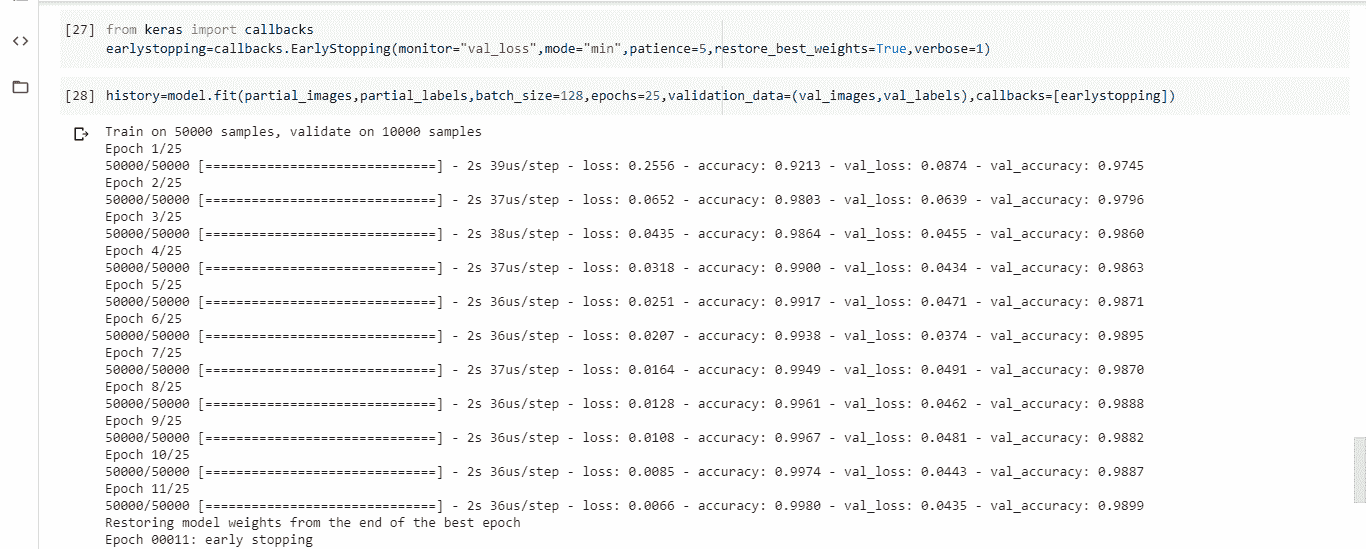 [27] from keras import callbacks
earlystopping=callbacks.EarlyStopping(monitor="val_loss",mode="min",patience=5,restore_best_weights=True,verbose=1)
[28] history=model.fit(partial_images,partial_labels,batch_size=128,epochs=25,validation_data=(val_images,val_labels),callbacks=[earlystopping])
Train on 50000 samples, validate on 10000 samples
Epoch 1/25
50000/50000 [==============================] - 2s 39us/step - loss: 0.2556 - accuracy: 0.9213 - val_loss: 0.0874 - val_accuracy: 0.9745
Epoch 2/25
50000/50000 [==============================] - 2s 37us/step - loss: 0.0652 - accuracy: 0.9803 - val_loss: 0.0639 - val_accuracy: 0.9796
Epoch 3/25
50000/50000 [==============================] - 2s 38us/step - loss: 0.0435 - accuracy: 0.9864 - val_loss: 0.0455 - val_accuracy: 0.9860
Epoch 4/25
50000/50000 [==============================] - 2s 37us/step - loss: 0.0318 - accuracy: 0.9900 - val_loss: 0.0434 - val_accuracy: 0.9863
Epoch 5/25
50000/50000 [==============================] - 2s 36us/step - loss: 0.0251 - accuracy: 0.9917 - val_loss: 0.0471 - val_accuracy: 0.9871
Epoch 6/25
50000/50000 [==============================] - 2s 36us/step - loss: 0.0207 - accuracy: 0.9938 - val_loss: 0.0374 - val_accuracy: 0.9895
Epoch 7/25
50000/50000 [==============================] - 2s 37us/step - loss: 0.0164 - accuracy: 0.9949 - val_loss: 0.0491 - val_accuracy: 0.9870
Epoch 8/25
50000/50000 [==============================] - 2s 36us/step - loss: 0.0128 - accuracy: 0.9961 - val_loss: 0.0462 - val_accuracy: 0.9888
Epoch 9/25
50000/50000 [==============================] - 2s 36us/step - loss: 0.0108 - accuracy: 0.9967 - val_loss: 0.0481 - val_accuracy: 0.9882
Epoch 10/25
50000/50000 [==============================] - 2s 36us/step - loss: 0.0085 - accuracy: 0.9974 - val_loss: 0.0443 - val_accuracy: 0.9887
Epoch 11/25
50000/50000 [==============================] - 2s 36us/step - loss: 0.0066 - accuracy: 0.9980 - val_loss: 0.0435 - val_accuracy: 0.9899
Restoring model weights from the end of the best epoch
Epoch 00011: early stopping